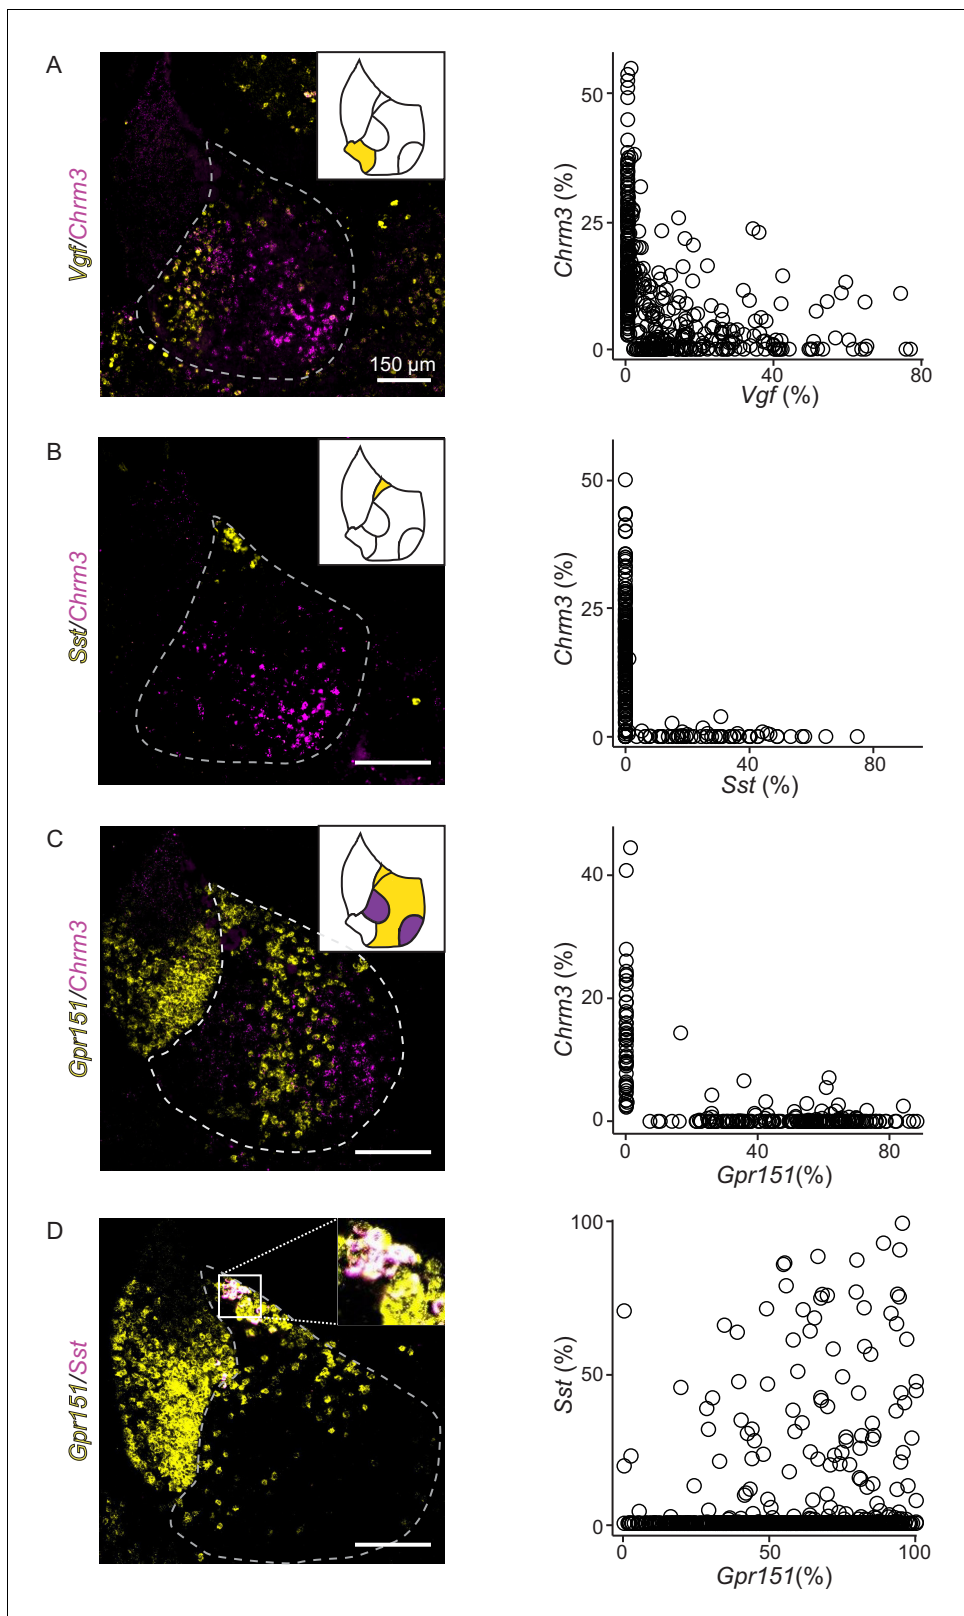 A
Vgf/Chrm3
150 µm
Chrm3 (%)
50
25
0
0 40 80
Vgf (%)
B
Sst/Chrm3
Chrm3 (%)
50
25
0
0 40 80
Sst (%)
C
Gpr151/Chrm3
Chrm3 (%)
40
20
0
0 40 80
Gpr151(%)
D
Gpr151/Sst
Sst (%)
100
50
0
0 50 100
Gpr151(%)